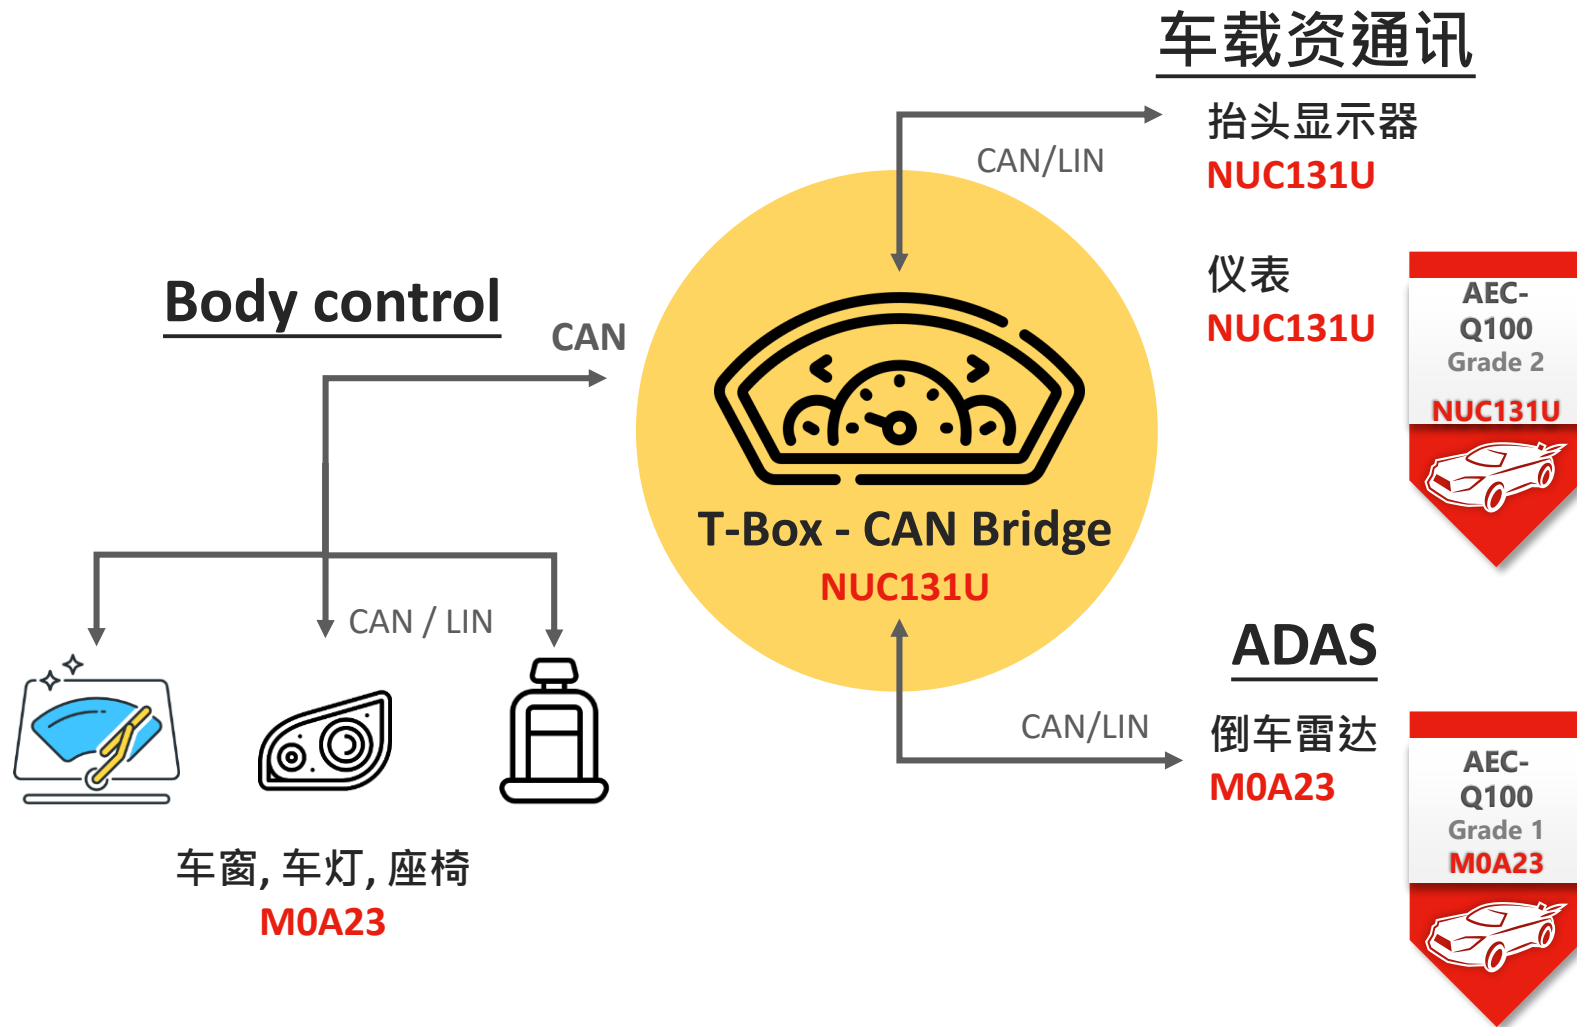 车载资通讯
抬头显示器
NUC131U
CAN/LIN
仪表
NUC131U
AEC-
Q100
Grade 2
NUC131U
Body control
CAN
T-Box - CAN Bridge
NUC131U
CAN / LIN
车窗, 车灯, 座椅
M0A23
ADAS
CAN/LIN
倒车雷达
M0A23
AEC-
Q100
Grade 1
M0A23